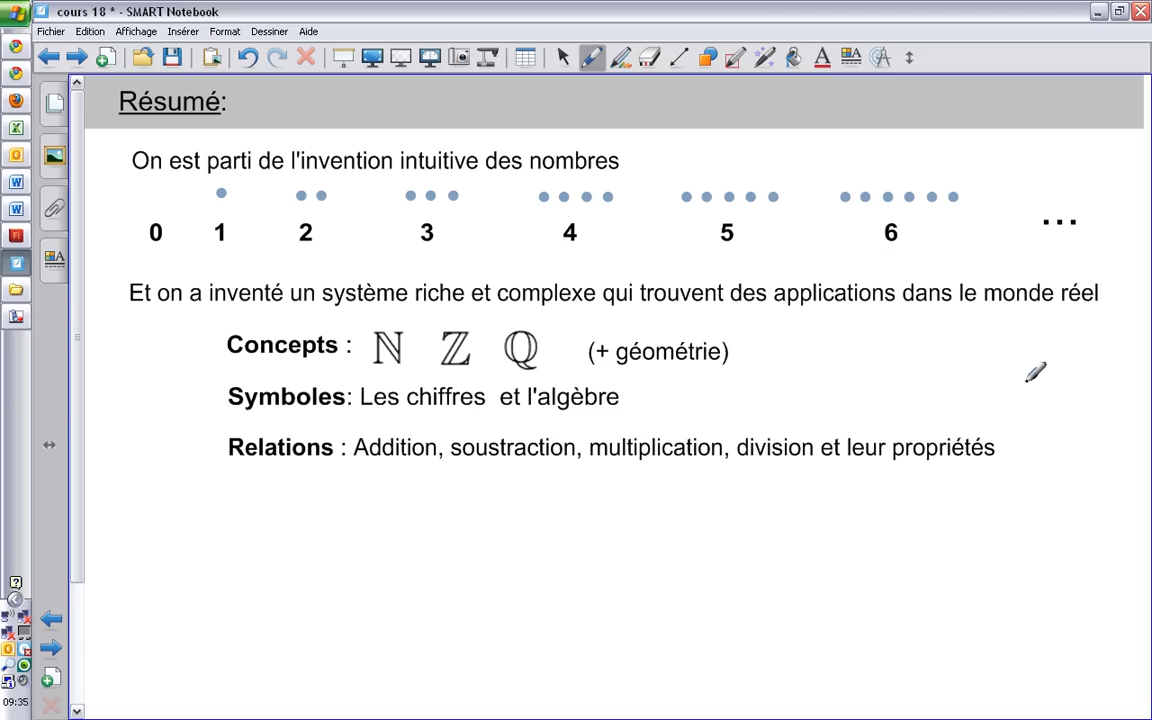 cours 18 * - SMART Notebook
Fichier Edition Affichage Insérer Format Dessiner Aide
Résumé:
On est parti de l'invention intuitive des nombres
0 1 2 3 4 5 6 ...
Et on a inventé un système riche et complexe qui trouvent des applications dans le monde réel
Concepts : ℕ ℤ ℚ (+ géométrie)
Symboles: Les chiffres et l'algèbre
Relations : Addition, soustraction, multiplication, division et leur propriétés
09:35